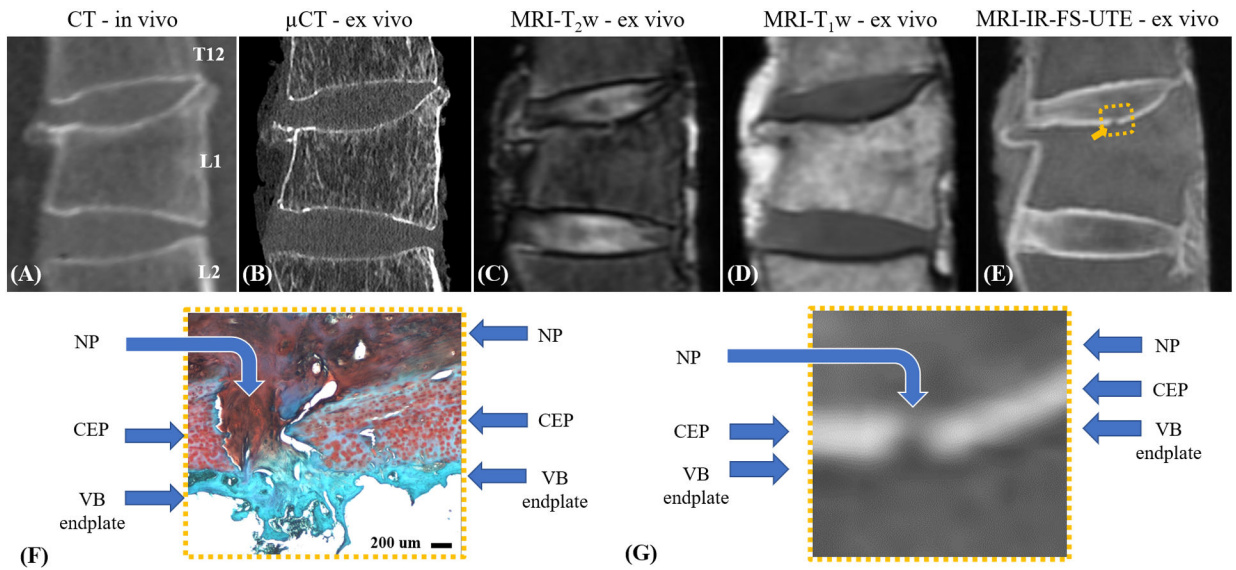 CT - in vivo
µCT - ex vivo
MRI-T₂w - ex vivo
MRI-T₁w - ex vivo
MRI-IR-FS-UTE - ex vivo
T12
L1
L2
(A)
(B)
(C)
(D)
(E)
NP
NP
CEP
CEP
VB
endplate
VB
endplate
200 um
(F)
NP
NP
CEP
CEP
VB
endplate
VB
endplate
(G)